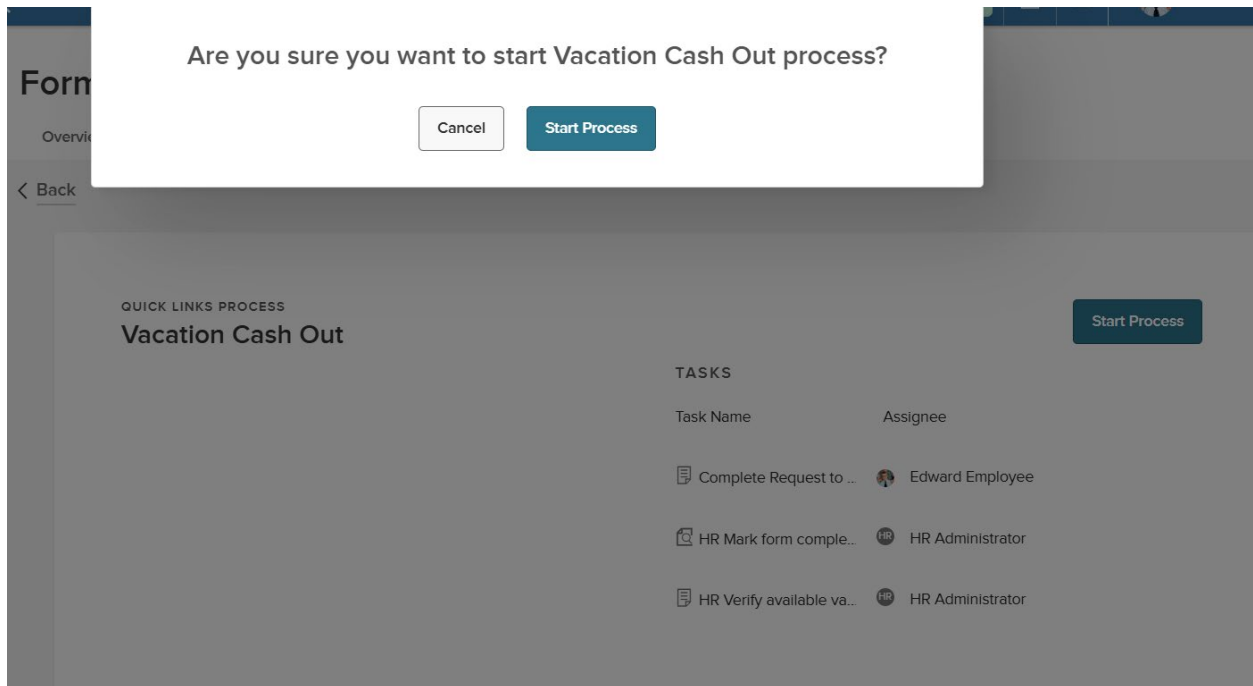 Are you sure you want to start Vacation Cash Out process?
Cancel
Start Process
Form
Overvie
Back
QUICK LINKS PROCESS
Vacation Cash Out
Start Process
TASKS
Task Name Assignee
Complete Request to ... Edward Employee
HR Mark form comple... HR HR Administrator
HR Verify available va... HR HR Administrator